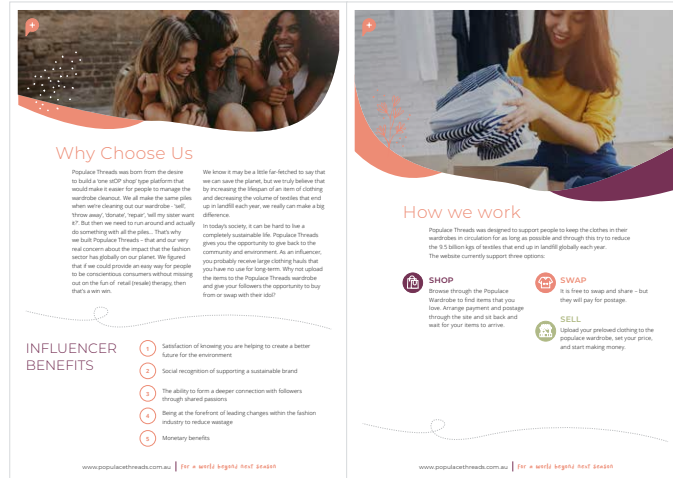 Why Choose Us
Populace Threads was born from the desire
to build a 'one stOP shop' type platform that
would make it easier for people to manage the
wardrobe cleanout. We all make the same piles
when we're cleaning out our wardrobe - 'sell',
'throw away', 'donate', 'repair', 'tell my sister want
it?'. But then we need to run around and actually
do something with all the piles... That's why
we built Populace Threads – that and our very
real concern about the impact that the fashion
sector has globally on our planet. We figured
that if we could provide an easy way for people
to be conscientious consumers without missing
out on the fun of retail (resale) therapy, then
that's a win win.
We know it may be a little far-fetched to say that
we can save the planet, but we truly believe that
by increasing the lifespan of an item of clothing
and decreasing the volume of textiles that end
up in landfill each year, we really can make a big
difference.
In today's society, it can be hard to live a
completely sustainable life. Populace Threads
gives you the opportunity to give back to the
community and environment. As an influencer,
you probably receive large clothing hauls that
you have no use for long-term. Why not upload
the items to the Populace Threads wardrobe
and give your followers the opportunity to buy
from or swap with their idol?
INFLUENCER
BENEFITS
1 Satisfaction of knowing you are helping to create a better
future for the environment
2 Social recognition of supporting a sustainable brand
3 The ability to form a deeper connection with followers
through shared passions
4 Being at the forefront of leading changes within the fashion
industry to reduce wastage
5 Monetary benefits
www.populacethreads.com.au | for a world beyond next season
How we work
Populace Threads was designed to support people to keep the clothes in their
wardrobes in circulation for as long as possible and through this try to reduce
the 9.5 billion kgs of textiles that end up in landfill globally each year.
The website currently support three options:
SHOP
Browse through the Populace
Wardrobe to find items that you
love. Arrange payment and postage
through the site and sit back and
wait for your items to arrive.
SWAP
It is free to swap and share – but
they will pay for postage.
SELL
Upload your preloved clothing to the
populace wardrobe, set your price,
and start making money.
www.populacethreads.com.au | for a world beyond next season